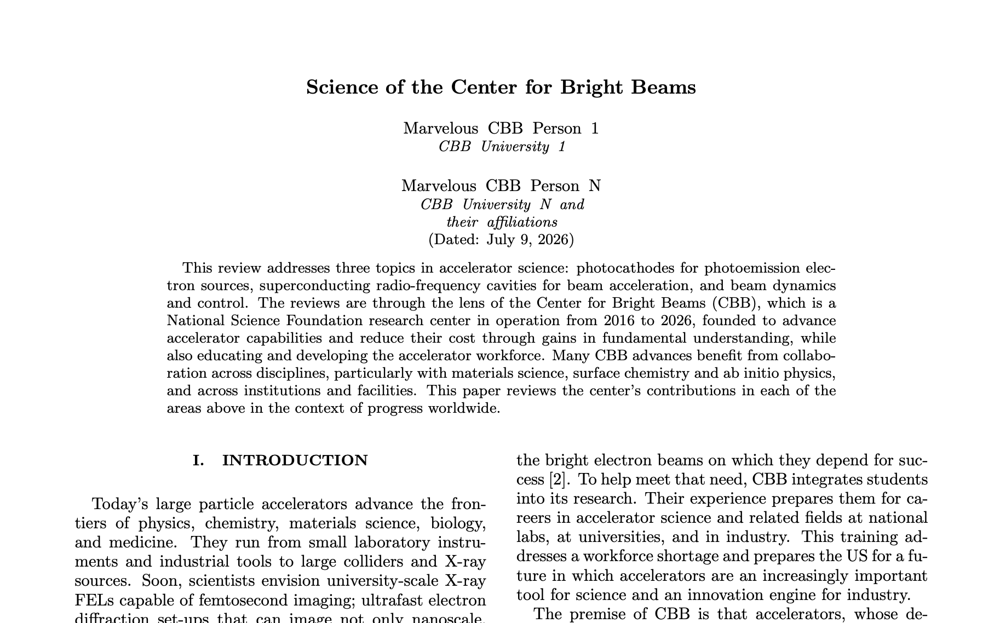 Science of the Center for Bright Beams
Marvelous CBB Person 1
CBB University 1
Marvelous CBB Person N
CBB University N and
their affiliations
(Dated: July 9, 2026)
This review addresses three topics in accelerator science: photocathodes for photoemission elec-
tron sources, superconducting radio-frequency cavities for beam acceleration, and beam dynamics
and control. The reviews are through the lens of the Center for Bright Beams (CBB), which is a
National Science Foundation research center in operation from 2016 to 2026, founded to advance
accelerator capabilities and reduce their cost through gains in fundamental understanding, while
also educating and developing the accelerator workforce. Many CBB advances benefit from collabo-
ration across disciplines, particularly with materials science, surface chemistry and ab initio physics,
and across institutions and facilities. This paper reviews the center's contributions in each of the
areas above in the context of progress worldwide.
I. INTRODUCTION
Today's large particle accelerators advance the fron-
tiers of physics, chemistry, materials science, biology,
and medicine. They run from small laboratory instru-
ments and industrial tools to large colliders and X-ray
sources. Soon, scientists envision university-scale X-ray
FELs capable of femtosecond imaging; ultrafast electron
diffraction set-ups that can image not only nanoscale,
the bright electron beams on which they depend for suc-
cess [2]. To help meet that need, CBB integrates students
into its research. Their experience prepares them for ca-
reers in accelerator science and related fields at national
labs, at universities, and in industry. This training ad-
dresses a workforce shortage and prepares the US for a fu-
ture in which accelerators are an increasingly important
tool for science and an innovation engine for industry.
The premise of CBB is that accelerators, whose de-